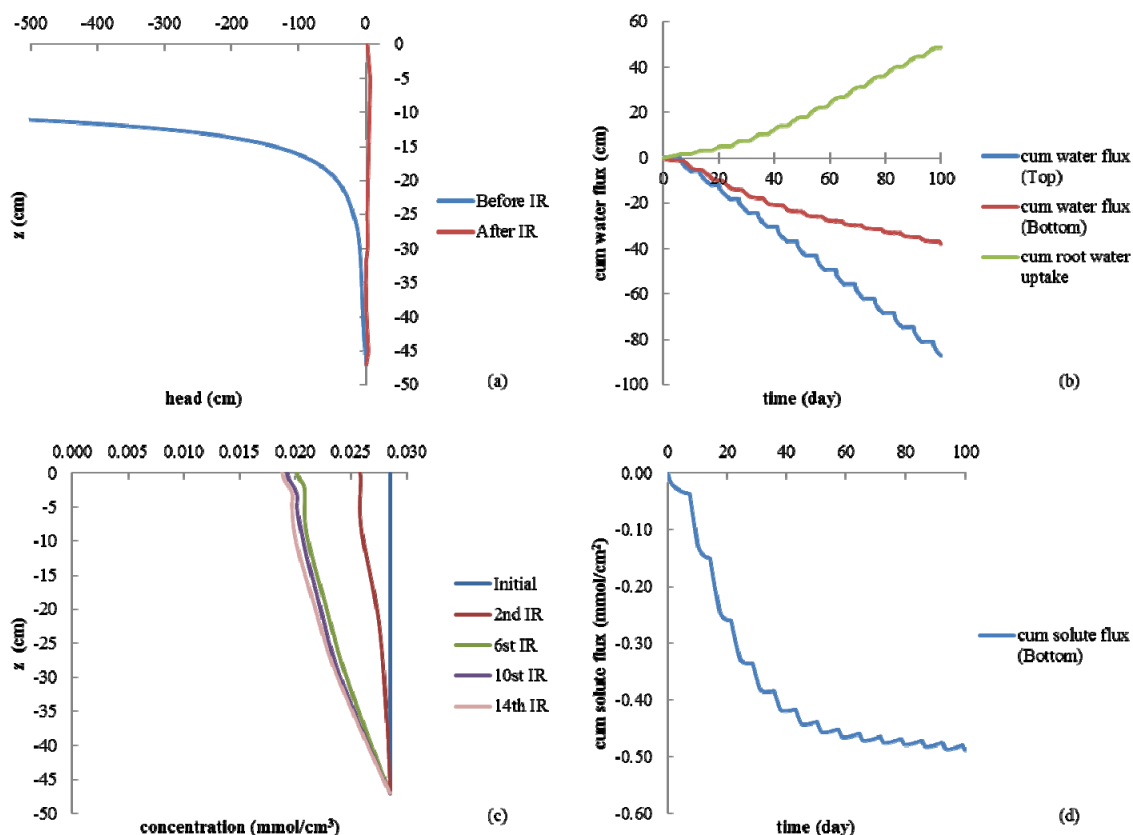 -500 -400 -300 -200 -100 0
0
-5
-10
-15
-20
-25
-30
-35
-40
-45
-50
z (cm)
Before IR
After IR
head (cm)
(a)
60
40
20
0
-20
-40
-60
-80
-100
0 20 40 60 80 100
cum water flux (cm)
cum water flux
(Top)
cum water flux
(Bottom)
cum root water
uptake
time (day)
(b)
0.000 0.005 0.010 0.015 0.020 0.025 0.030
0
-5
-10
-15
-20
-25
-30
-35
-40
-45
-50
z (cm)
Initial
2nd IR
6st IR
10st IR
14th IR
concentration (mmol/cm³)
(c)
0 20 40 60 80 100
0.00
-0.10
-0.20
-0.30
-0.40
-0.50
-0.60
cum solute flux (mmol/cm²)
cum solute flux
(Bottom)
time (day)
(d)